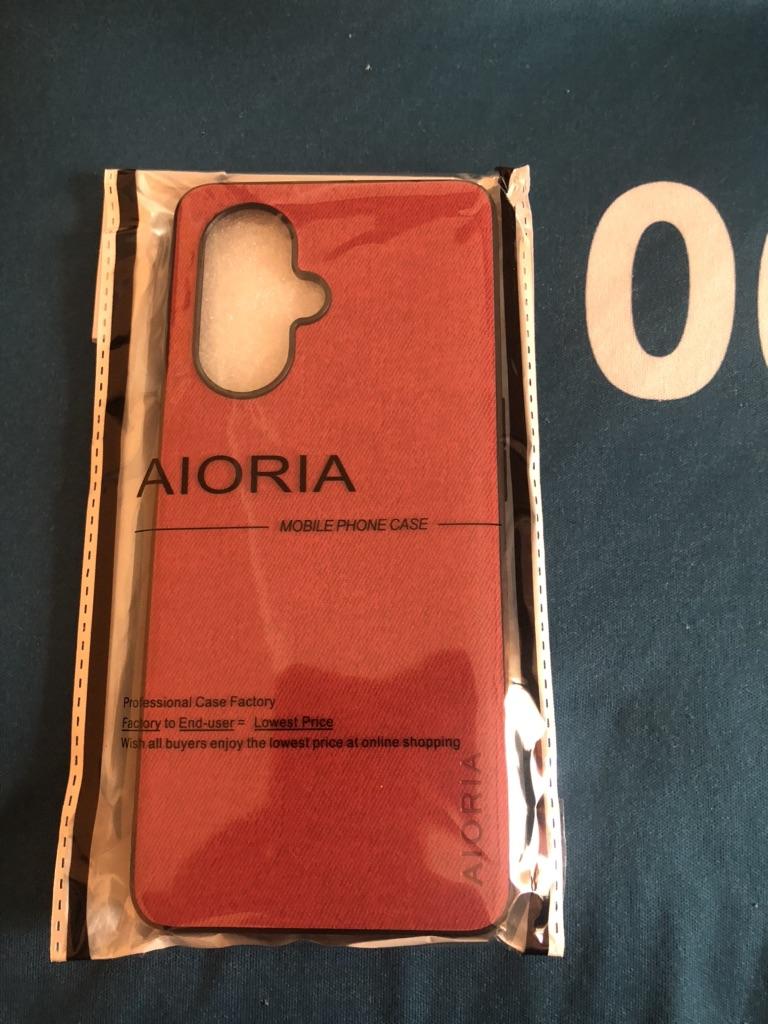 AIORIA
MOBILE PHONE CASE
Professional Case Factory
Factory to End-user = Lowest Price
Wish all buyers enjoy the lowest price at online shopping
AIORIA
0